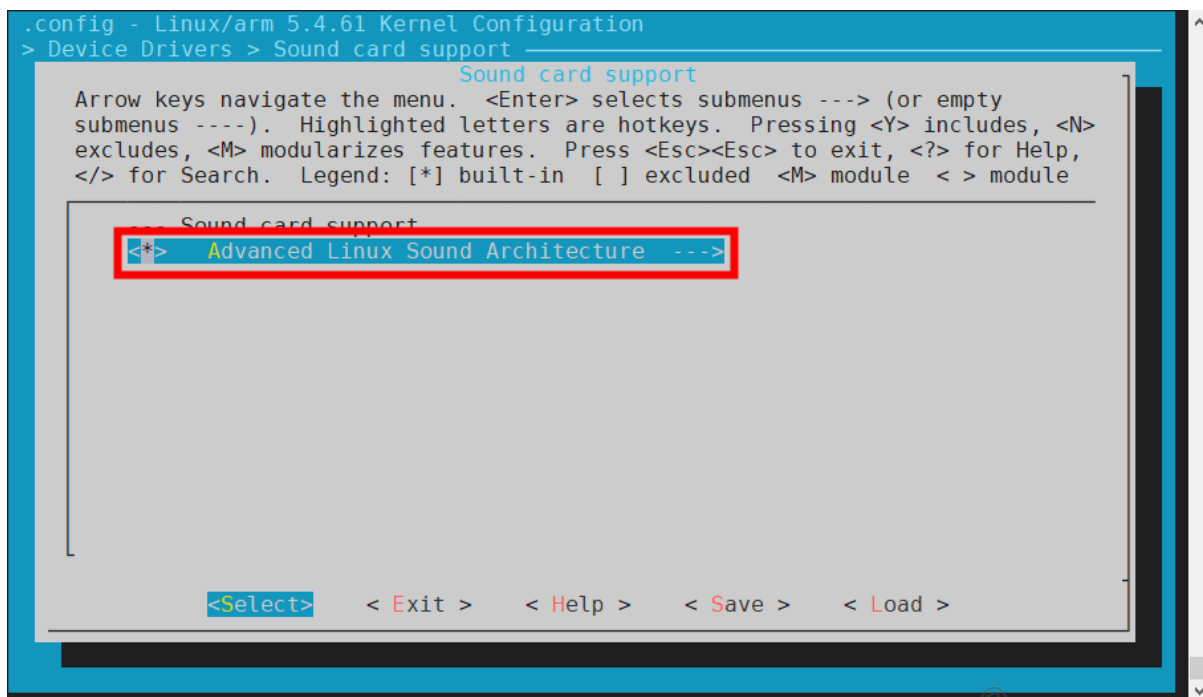 .config - Linux/arm 5.4.61 Kernel Configuration
> Device Drivers > Sound card support
Sound card support
Arrow keys navigate the menu.  <Enter> selects submenus ---> (or empty
submenus ----).  Highlighted letters are hotkeys.  Pressing <Y> includes, <N>
excludes, <M> modularizes features.  Press <Esc><Esc> to exit, <?> for Help,
</> for Search.  Legend: [*] built-in  [ ] excluded  <M> module  < > module
--- Sound card support
<*>   Advanced Linux Sound Architecture  --->
<Select>    < Exit >    < Help >    < Save >    < Load >